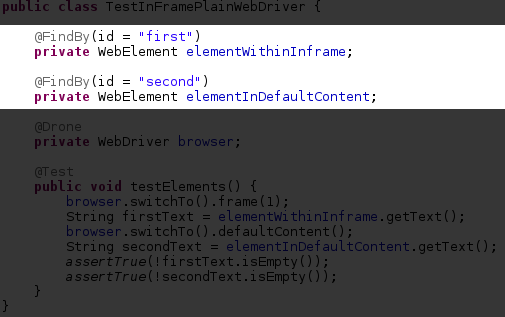 public class TestInFramePlainWebDriver {
@FindBy(id = "first")
private WebElement elementWithinInframe;
@FindBy(id = "second")
private WebElement elementInDefaultContent;
@Drone
private WebDriver browser;
@Test
public void testElements() {
browser.switchTo().frame(1);
String firstText = elementWithinInframe.getText();
browser.switchTo().defaultContent();
String secondText = elementInDefaultContent.getText();
assertTrue(!firstText.isEmpty());
assertTrue(!secondText.isEmpty());
}
}